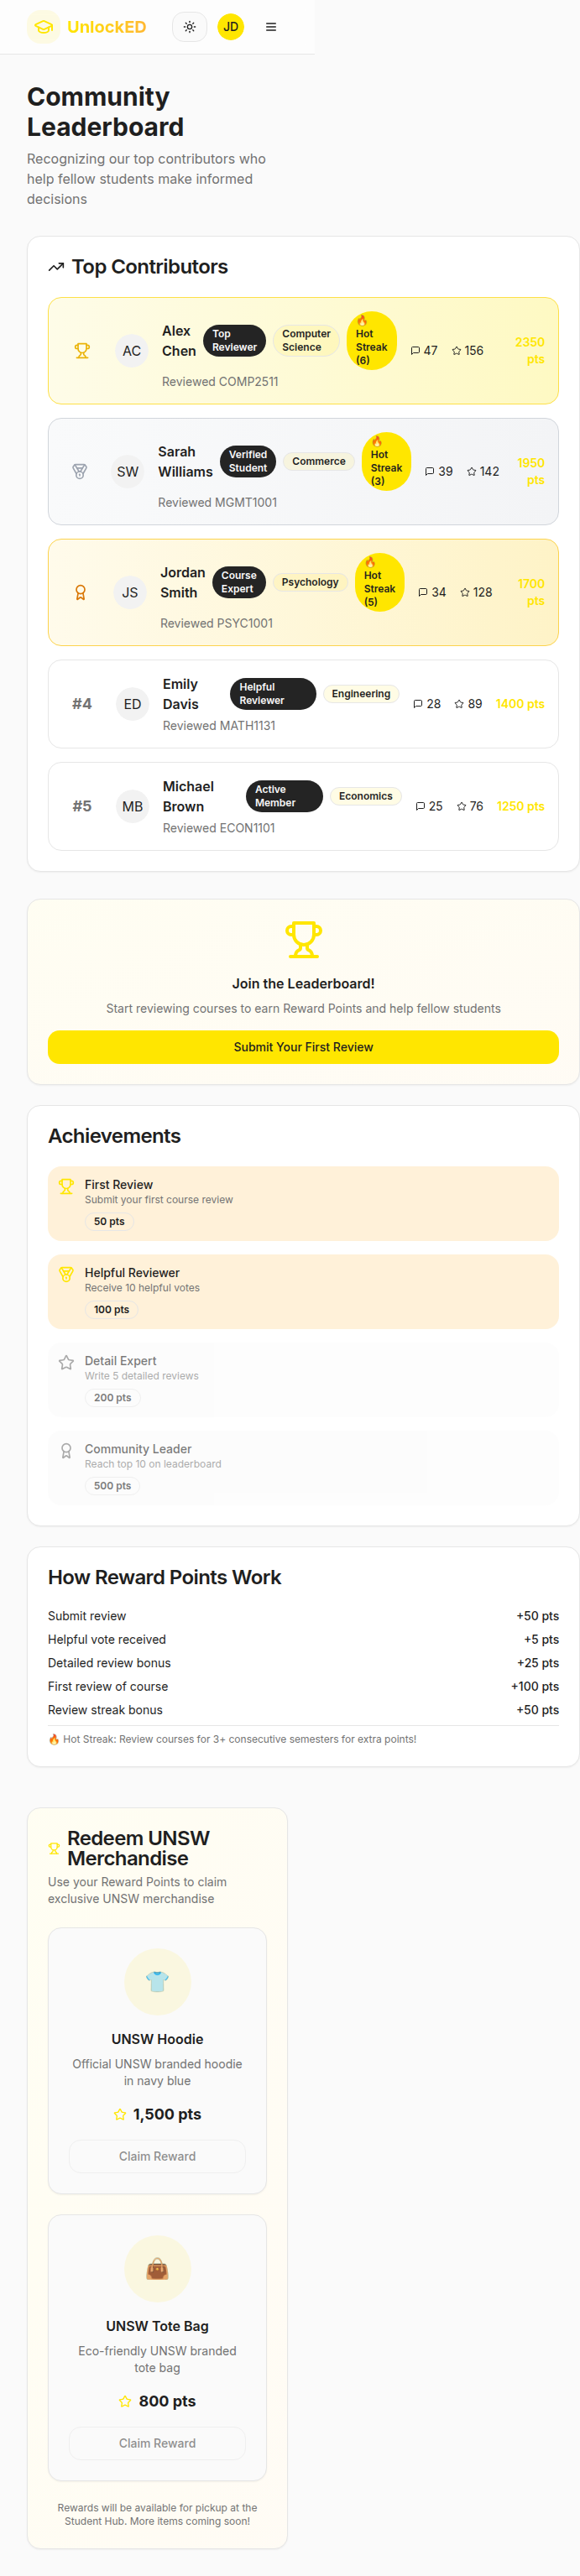 UnlockED
JD
Community
Leaderboard
Recognizing our top contributors who
help fellow students make informed
decisions
Top Contributors
AC
Alex
Chen
Top
Reviewer
Computer
Science
🔥
Hot
Streak
(6)
Reviewed COMP2511
47
156
2350
pts
SW
Sarah
Williams
Verified
Student
Commerce
🔥
Hot
Streak
(3)
Reviewed MGMT1001
39
142
1950
pts
JS
Jordan
Smith
Course
Expert
Psychology
🔥
Hot
Streak
(5)
Reviewed PSYC1001
34
128
1700
pts
#4
ED
Emily
Davis
Helpful
Reviewer
Engineering
Reviewed MATH1131
28
89
1400 pts
#5
MB
Michael
Brown
Active
Member
Economics
Reviewed ECON1101
25
76
1250 pts
Join the Leaderboard!
Start reviewing courses to earn Reward Points and help fellow students
Submit Your First Review
Achievements
First Review
Submit your first course review
50 pts
Helpful Reviewer
Receive 10 helpful votes
100 pts
Detail Expert
Write 5 detailed reviews
200 pts
Community Leader
Reach top 10 on leaderboard
500 pts
How Reward Points Work
Submit review +50 pts
Helpful vote received +5 pts
Detailed review bonus +25 pts
First review of course +100 pts
Review streak bonus +50 pts
🔥 Hot Streak: Review courses for 3+ consecutive semesters for extra points!
Redeem UNSW
Merchandise
Use your Reward Points to claim
exclusive UNSW merchandise
UNSW Hoodie
Official UNSW branded hoodie
in navy blue
1,500 pts
Claim Reward
UNSW Tote Bag
Eco-friendly UNSW branded
tote bag
800 pts
Claim Reward
Rewards will be available for pickup at the
Student Hub. More items coming soon!